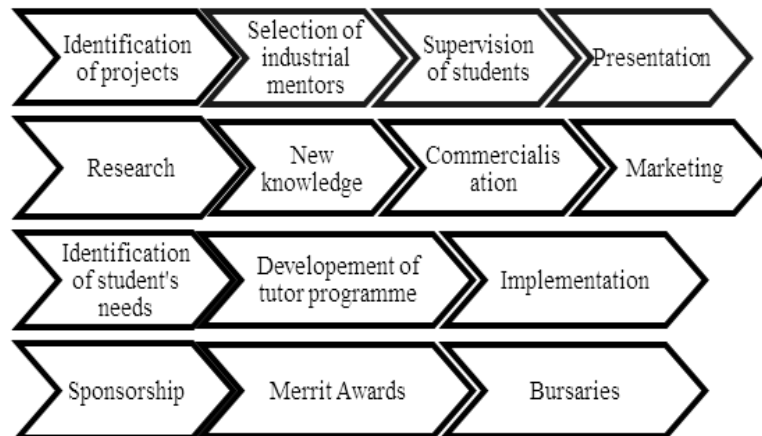 Identification
of projects
Selection of
industrial
mentors
Supervision
of students
Presentation
Research
New
knowledge
Commercialis
ation
Marketing
Identification
of student's
needs
Developement of
tutor programme
Implementation
Sponsorship
Merrit Awards
Bursaries